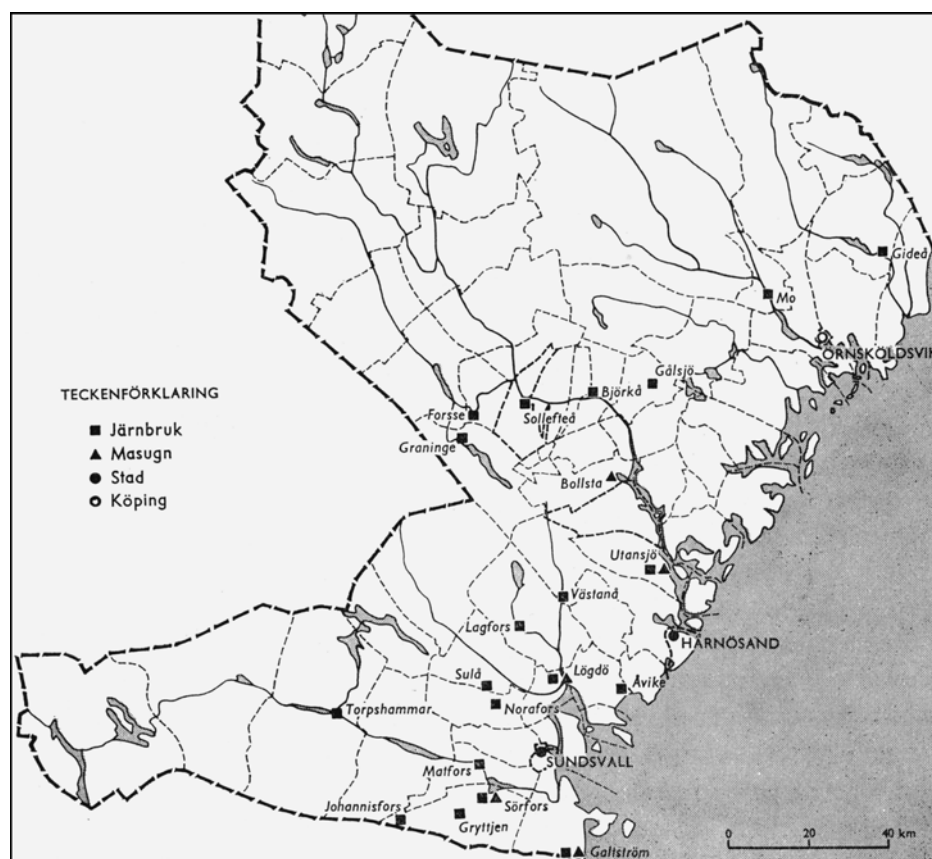 Gideå
Mo
ÖRNSKÖLDSVIK
Gålsjö
TECKENFÖRKLARING
Björkå
Forsse
Sollefteå
Järnbruk
Graninge
Masugn
Stad
Bollsta
Köping
Utansjö
Västanå
Lagfors
HÄRNÖSAND
Sulå
Lögdö
Åvike
Norafors
Torpshammar
SUNDSVALL
Matfors
Johannisfors
Sörfors
Gryttjen
0 20 40 km
Galtström